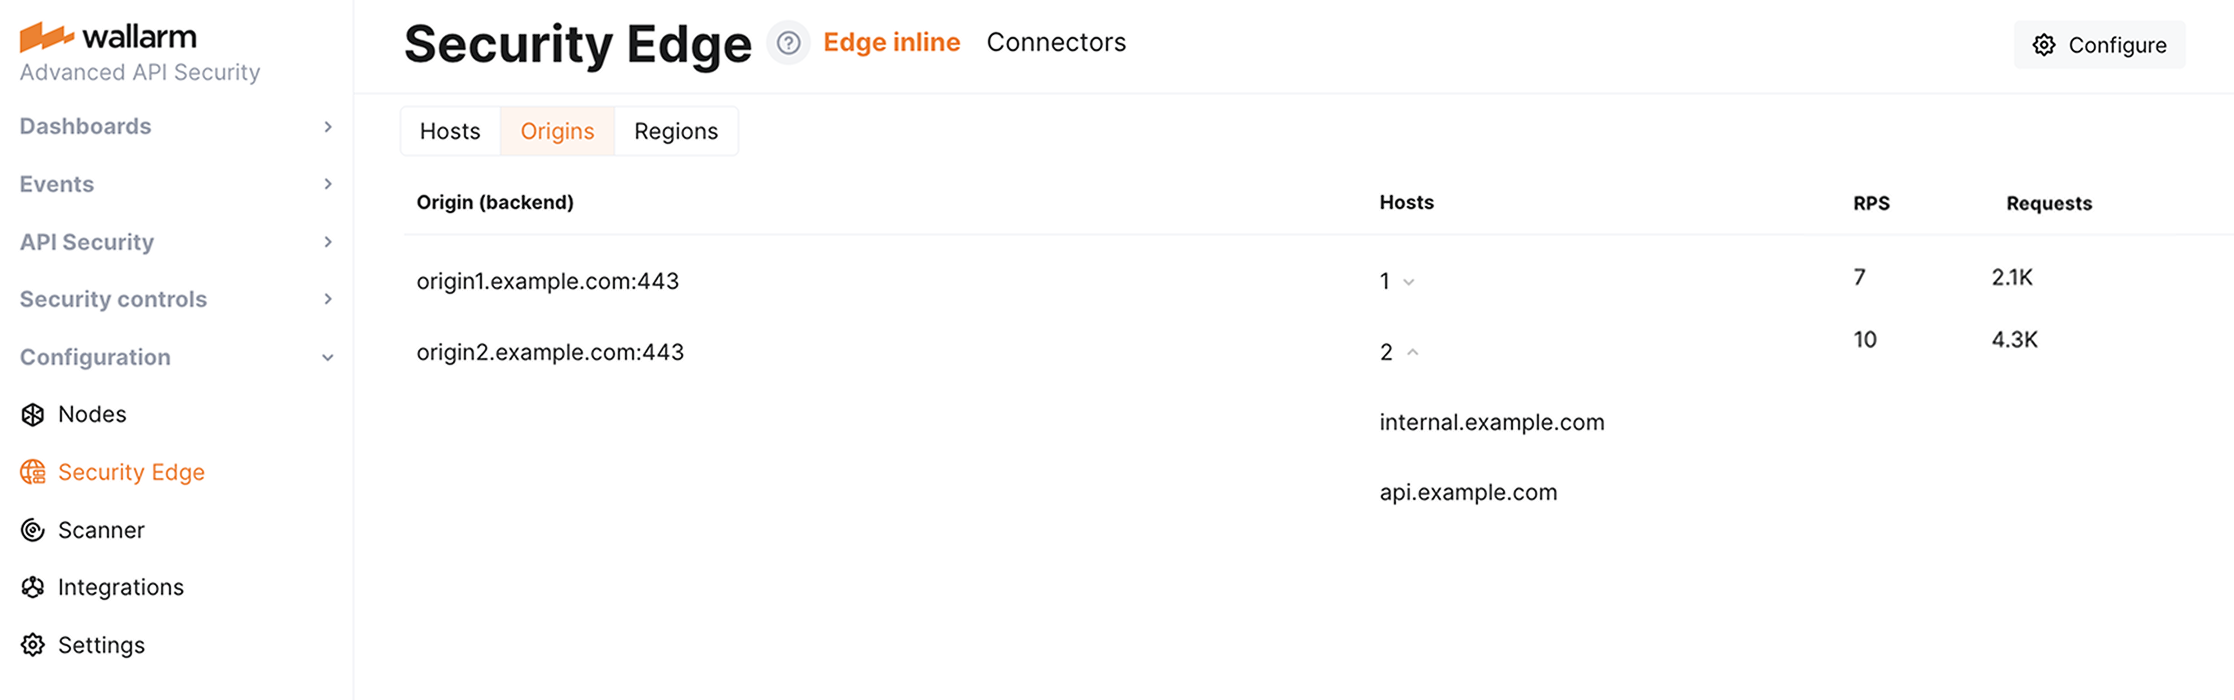 wallarm
Advanced API Security
Dashboards
Events
API Security
Security controls
Configuration
Nodes
Security Edge
Scanner
Integrations
Settings
Security Edge ? Edge inline Connectors Configure
Hosts Origins Regions
Origin (backend) Hosts RPS Requests
origin1.example.com:443 1 7 2.1K
origin2.example.com:443 2 10 4.3K
internal.example.com
api.example.com